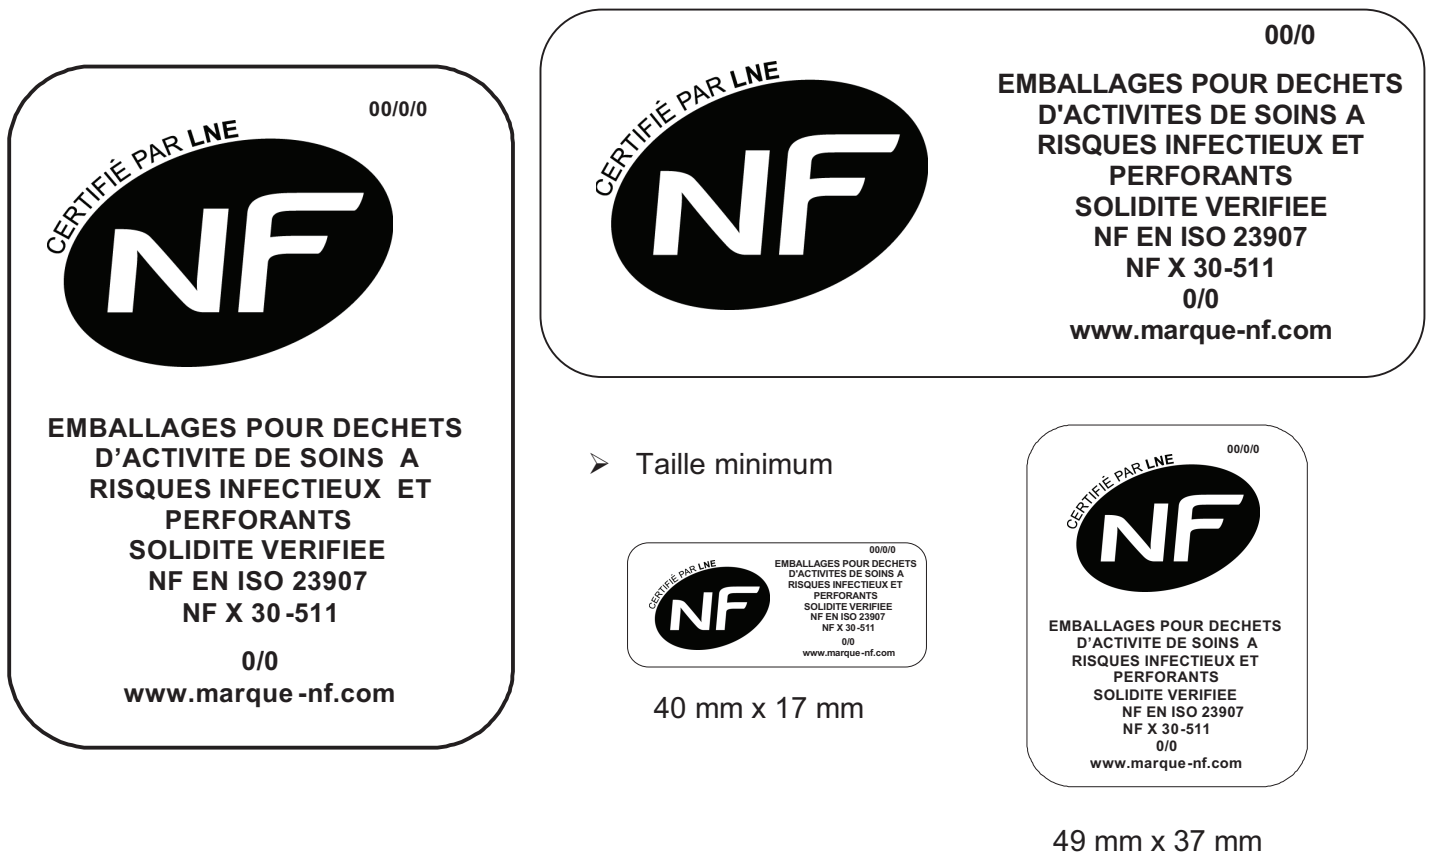 00/0/0
CERTIFIÉ PAR LNE
NF
EMBALLAGES POUR DECHETS
D’ACTIVITE DE SOINS A
RISQUES INFECTIEUX ET
PERFORANTS
SOLIDITE VERIFIEE
NF EN ISO 23907
NF X 30-511
0/0
www.marque-nf.com
00/0
CERTIFIÉ PAR LNE
NF
EMBALLAGES POUR DECHETS
D'ACTIVITES DE SOINS A
RISQUES INFECTIEUX ET
PERFORANTS
SOLIDITE VERIFIEE
NF EN ISO 23907
NF X 30-511
0/0
www.marque-nf.com
➢ Taille minimum
00/0/0
CERTIFIÉ PAR LNE
NF
EMBALLAGES POUR DECHETS
D'ACTIVITES DE SOINS A
RISQUES INFECTIEUX ET
PERFORANTS
SOLIDITE VERIFIEE
NF EN ISO 23907
NF X 30-511
0/0
www.marque-nf.com
40 mm x 17 mm
00/0/0
CERTIFIÉ PAR LNE
NF
EMBALLAGES POUR DECHETS
D’ACTIVITE DE SOINS A
RISQUES INFECTIEUX ET
PERFORANTS
SOLIDITE VERIFIEE
NF EN ISO 23907
NF X 30-511
0/0
www.marque-nf.com
49 mm x 37 mm